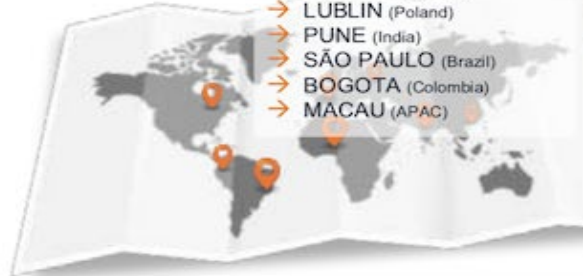 → LUBLIN (Poland)
→ PUNE (India)
→ SÃO PAULO (Brazil)
→ BOGOTA (Colombia)
→ MACAU (APAC)